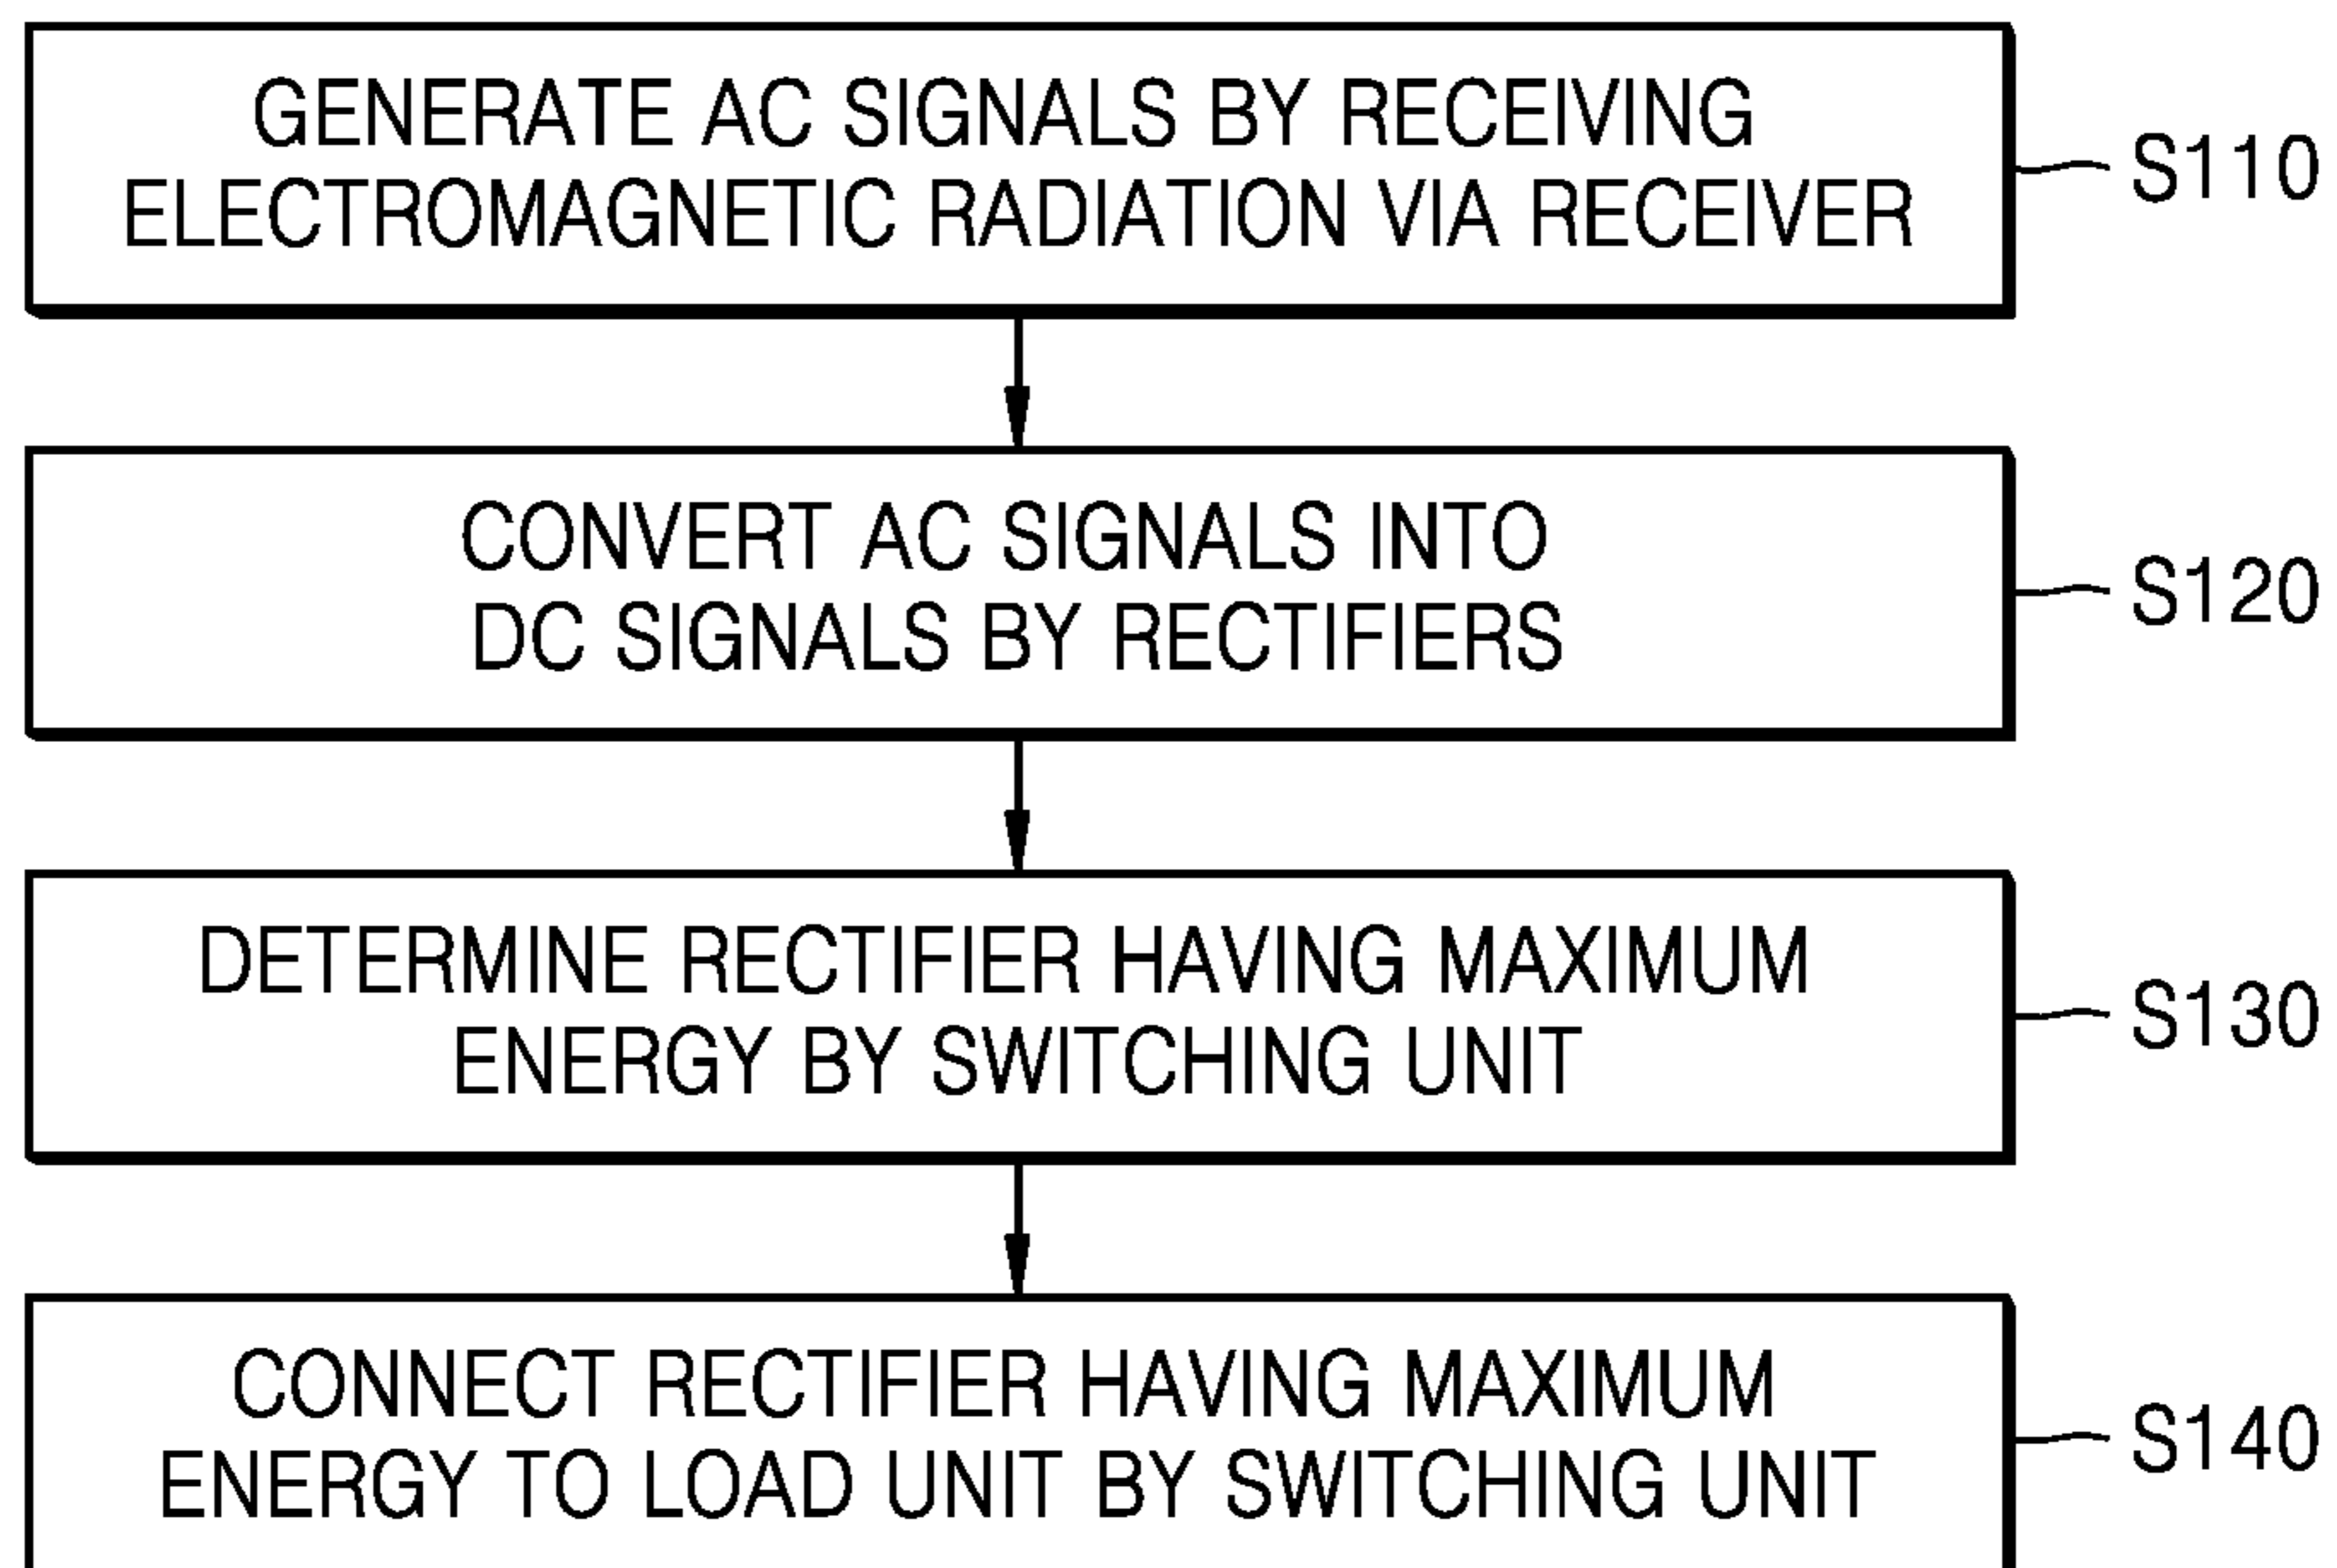 GENERATE AC SIGNALS BY RECEIVING
ELECTROMAGNETIC RADIATION VIA RECEIVER
S110
CONVERT AC SIGNALS INTO
DC SIGNALS BY RECTIFIERS
S120
DETERMINE RECTIFIER HAVING MAXIMUM
ENERGY BY SWITCHING UNIT
S130
CONNECT RECTIFIER HAVING MAXIMUM
ENERGY TO LOAD UNIT BY SWITCHING UNIT
S140